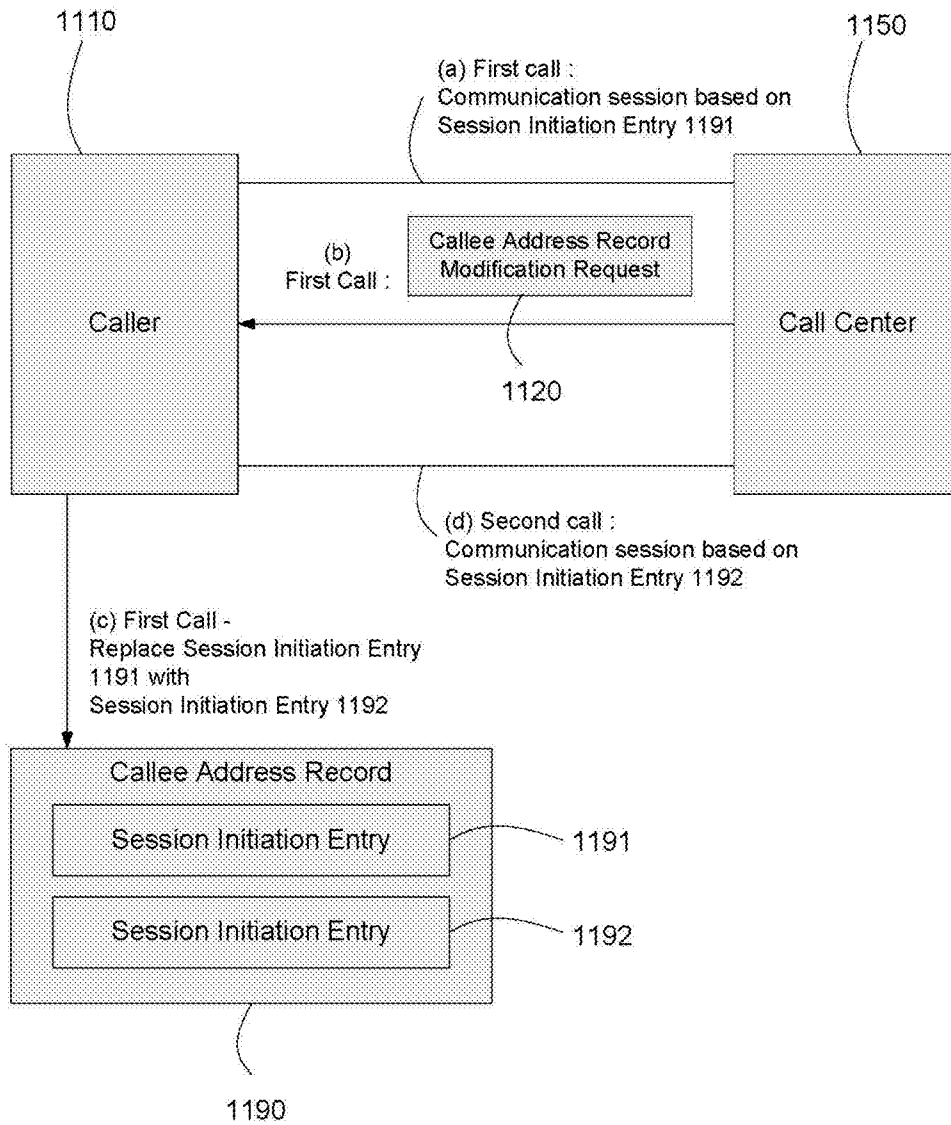 1110
1150
(a) First call :
Communication session based on
Session Initiation Entry 1191
Caller
(b)
First Call :
Callee Address Record
Modification Request
1120
Call Center
(d) Second call :
Communication session based on
Session Initiation Entry 1192
(c) First Call -
Replace Session Initiation Entry
1191 with
Session Initiation Entry 1192
Callee Address Record
Session Initiation Entry
1191
Session Initiation Entry
1192
1190